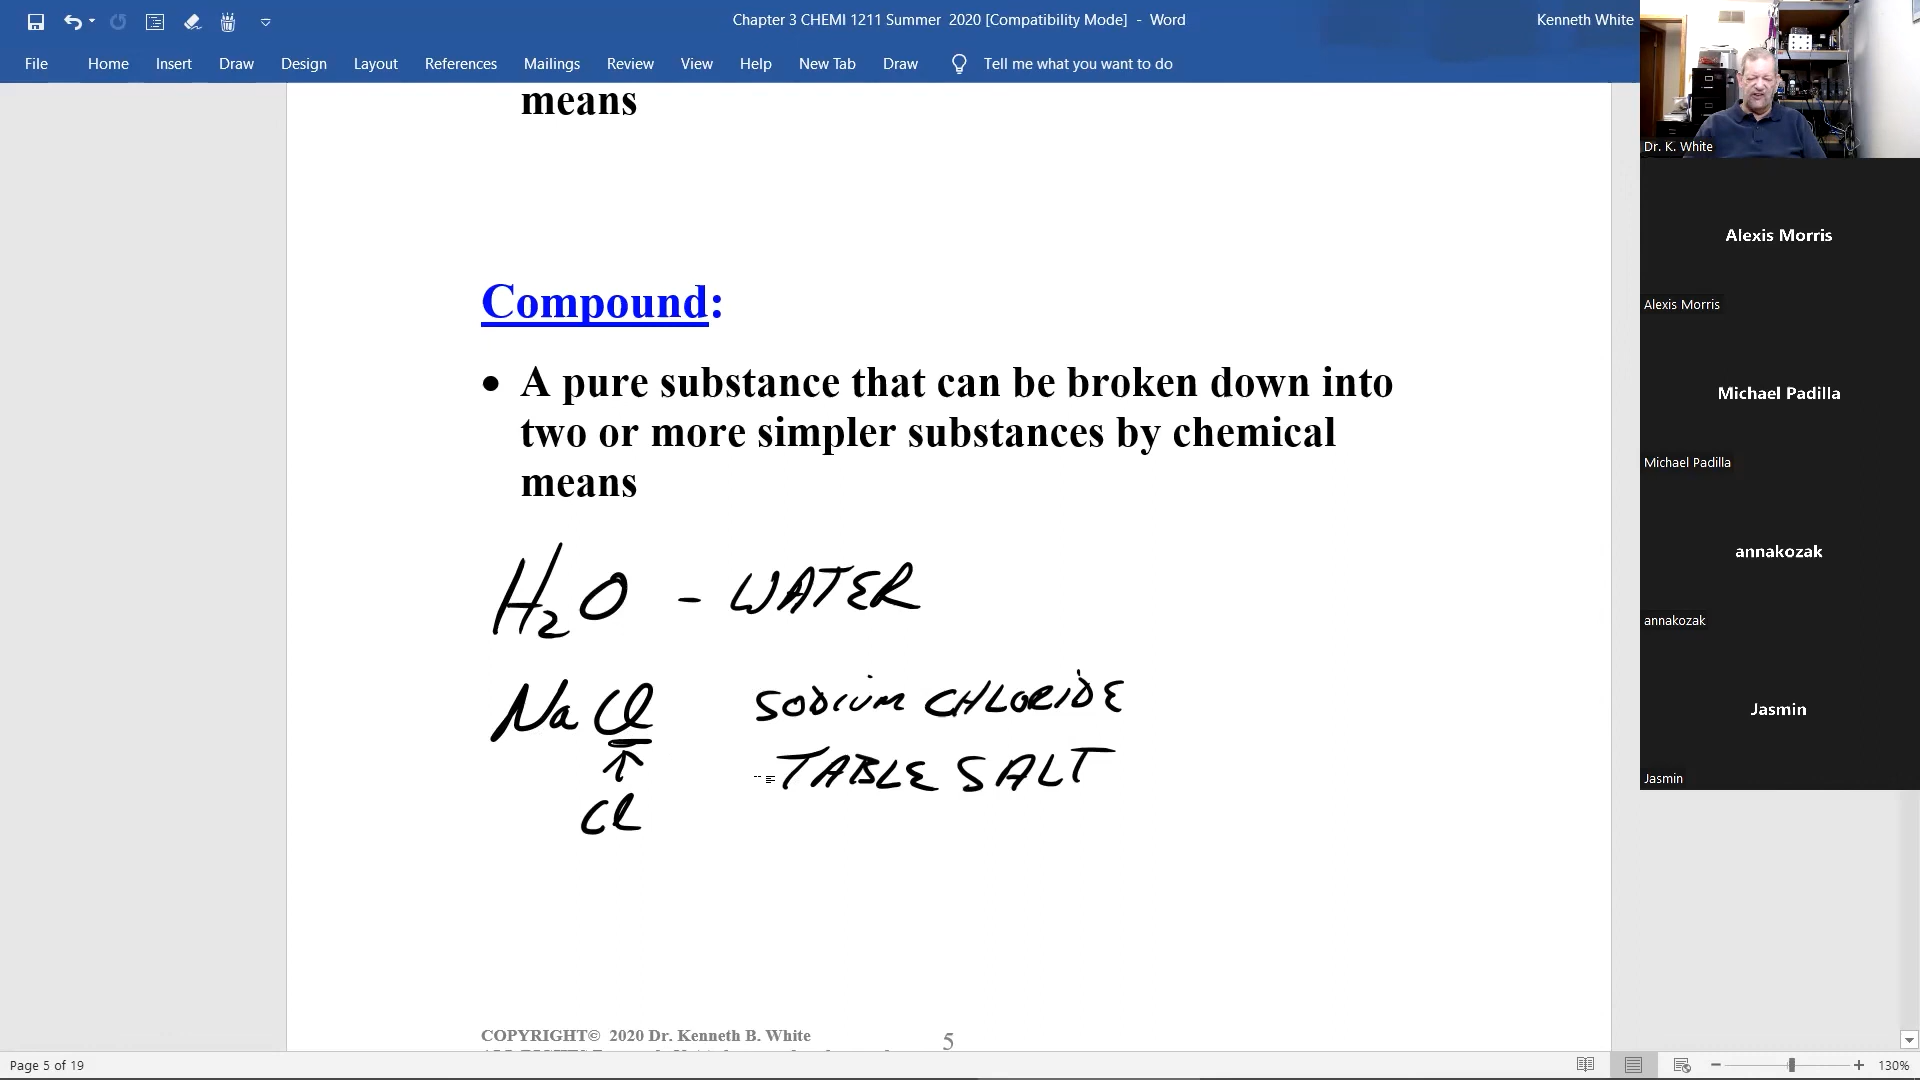 Chapter 3 CHEMI 1211 Summer 2020 [Compatibility Mode] - Word
Kenneth White
File Home Insert Draw Design Layout References Mailings Review View Help New Tab Draw Tell me what you want to do
means
Compound:
• A pure substance that can be broken down into
two or more simpler substances by chemical
means
H2O - WATER
NaCl SODIUM CHLORIDE
TABLE SALT
Cl
COPYRIGHT© 2020 Dr. Kenneth B. White
5
Page 5 of 19
130%
Dr. K. White
Alexis Morris
Alexis Morris
Michael Padilla
Michael Padilla
annakozak
annakozak
Jasmin
Jasmin